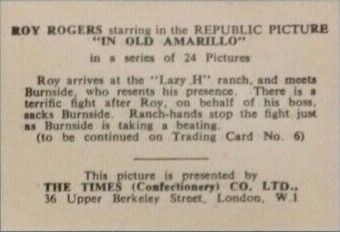 ROY ROGERS starring in the REPUBLIC PICTURE
"IN OLD AMARILLO"
in a series of 24 Pictures
Roy arrives at the "Lazy H" ranch, and meets
Burnside, who resents his presence. There is a
terrific fight after Roy, on behalf of his boss,
sacks Burnside. Ranch-hands stop the fight just
as Burnside is taking a beating.
(to be continued on Trading Card No. 6)
This picture is presented by
THE TIMES (Confectionery) CO. LTD.,
36 Upper Berkeley Street, London, W.1